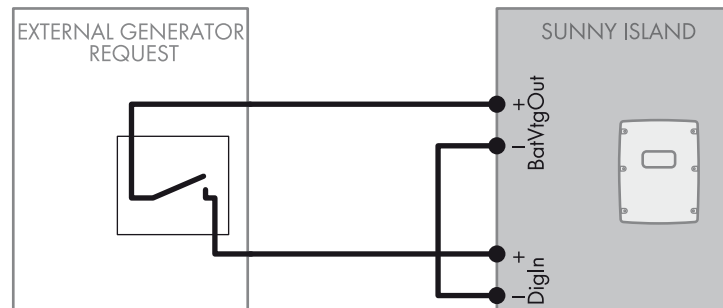 EXTERNAL GENERATOR
REQUEST
SUNNY ISLAND
+
–
BatVtgOut
+
–
DigIn